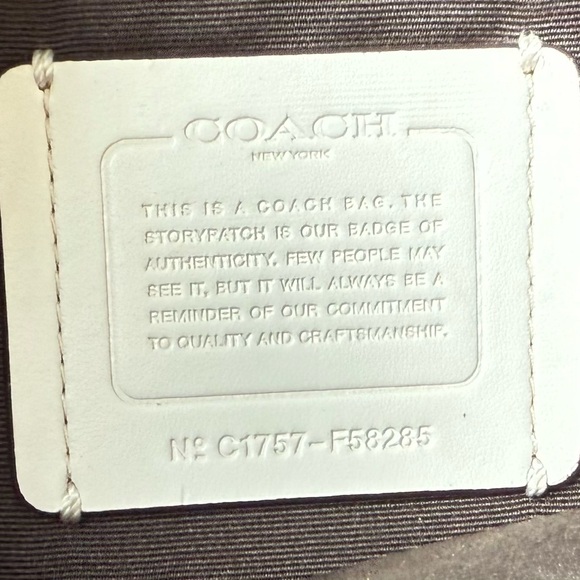 COACH
NEW YORK
THIS IS A COACH BAG. THE
STORYPATCH IS OUR BADGE OF
AUTHENTICITY. FEW PEOPLE MAY
SEE IT, BUT IT WILL ALWAYS BE A
REMINDER OF OUR COMMITMENT
TO QUALITY AND CRAFTSMANSHIP.
Nº C1757-F58285